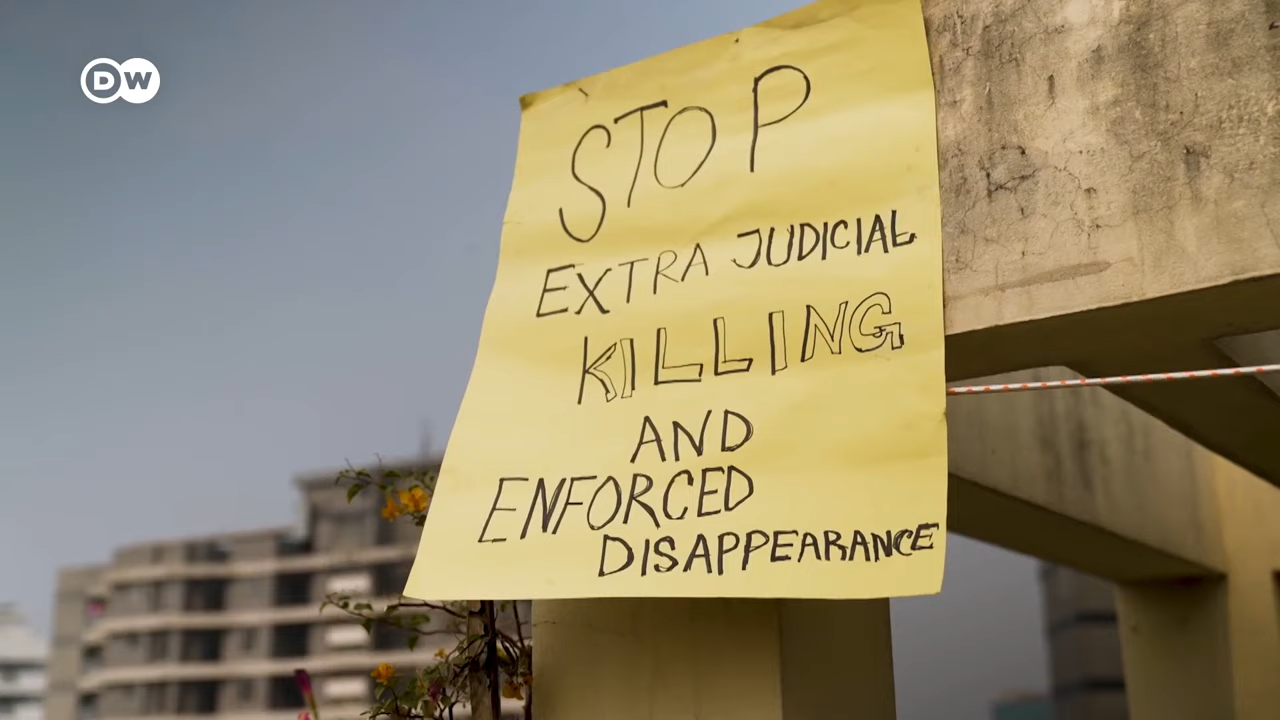 DW
STOP
EXTRA JUDICIAL
KILLING
AND
ENFORCED
DISAPPEARANCE